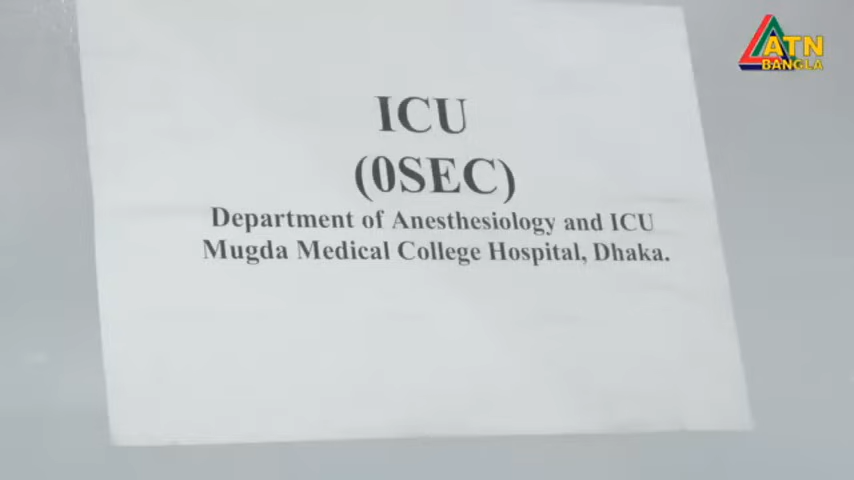 ATN
BANGLA
ICU
(0SEC)
Department of Anesthesiology and ICU
Mugda Medical College Hospital, Dhaka.